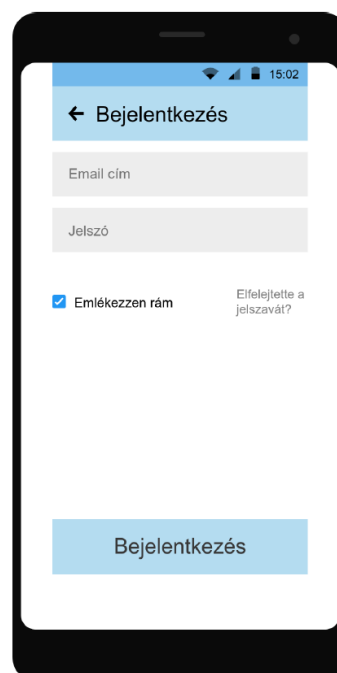 15:02
Bejelentkezés
Email cím
Jelszó
Emlékezzen rám
Elfelejtette a
jelszavát?
Bejelentkezés